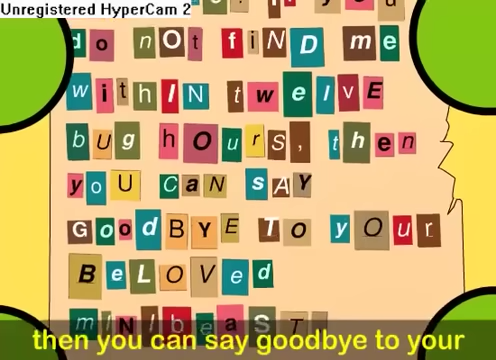 Unregistered HyperCam 2
do nOt fiND me
withIN twelvE
bUg hOurS, then
yoU CaN SAY
GoodBYE To yOur
BeLOVed
mINIbeaST
then you can say goodbye to your